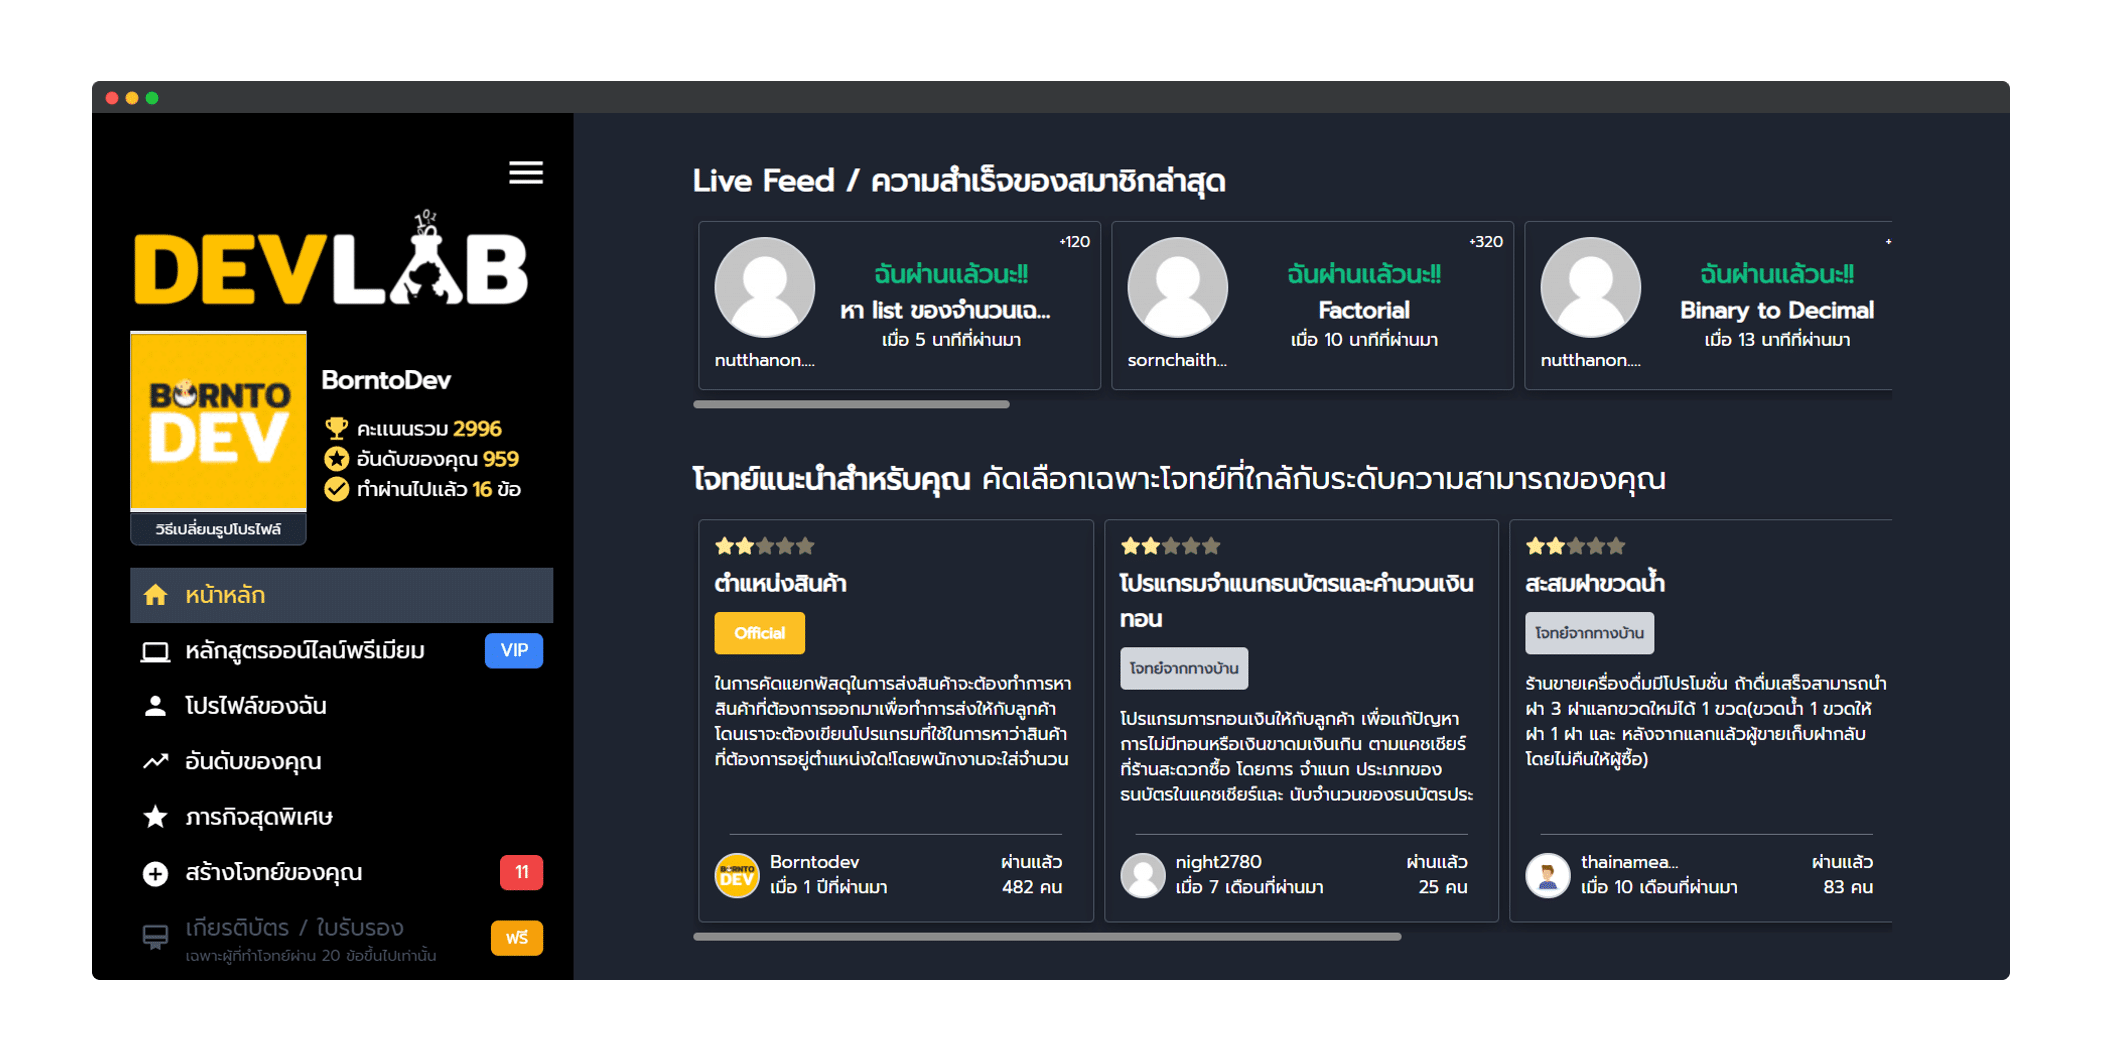 DEVLAB
BORNTO
DEV
วิธีเปลี่ยนรูปโปรไฟล์
BorntoDev
คะแนนรวม 2996
อันดับของคุณ 959
ทำผ่านไปแล้ว 16 ข้อ
หน้าหลัก
หลักสูตรออนไลน์พรีเมียม VIP
โปรไฟล์ของฉัน
อันดับของคุณ
ภารกิจสุดพิเศษ
สร้างโจทย์ของคุณ 11
เกียรติบัตร / ใบรับรอง ฟรี
เฉพาะผู้ที่ทำโจทย์ผ่าน 20 ข้อขึ้นไปเท่านั้น
Live Feed / ความสำเร็จของสมาชิกล่าสุด
+120
ฉันผ่านแล้วนะ!!
หา list ของจำนวนเฉ...
เมื่อ 5 นาทีที่ผ่านมา
nutthanon....
+320
ฉันผ่านแล้วนะ!!
Factorial
เมื่อ 10 นาทีที่ผ่านมา
sornchaith...
+
ฉันผ่านแล้วนะ!!
Binary to Decimal
เมื่อ 13 นาทีที่ผ่านมา
nutthanon....
โจทย์แนะนำสำหรับคุณ คัดเลือกเฉพาะโจทย์ที่ใกล้กับระดับความสามารถของคุณ
ตำแหน่งสินค้า
Official
ในการคัดแยกพัสดุในการส่งสินค้าจะต้องทำการหา
สินค้าที่ต้องการออกมาเพื่อทำการส่งให้กับลูกค้า
โดนเราจะต้องเขียนโปรแกรมที่ใช้ในการหาว่าสินค้า
ที่ต้องการอยู่ตำแหน่งใด!โดยพนักงานจะใส่จำนวน
BORNTO
DEV
Borntodev
เมื่อ 1 ปีที่ผ่านมา
ผ่านแล้ว
482 คน
โปรแกรมจำแนกธนบัตรและคำนวนเงิน
ทอน
โจทย์จากทางบ้าน
โปรแกรมการทอนเงินให้กับลูกค้า เพื่อแก้ปัญหา
การไม่มีทอนหรือเงินขาดมเงินเกิน ตามแคชเชียร์
ที่ร้านสะดวกซื้อ โดยการ จำแนก ประเภทของ
ธนบัตรในแคชเชียร์และ นับจำนวนของธนบัตรประ
night2780
เมื่อ 7 เดือนที่ผ่านมา
ผ่านแล้ว
25 คน
สะสมฝาขวดน้ำ
โจทย์จากทางบ้าน
ร้านขายเครื่องดื่มมีโปรโมชั่น ถ้าดื่มเสร็จสามารถนำ
ฝา 3 ฝาแลกขวดใหม่ได้ 1 ขวด(ขวดน้ำ 1 ขวดให้
ฝา 1 ฝา และ หลังจากแลกแล้วผู้ขายเก็บฝากลับ
โดยไม่คืนให้ผู้ซื้อ)
thainamea...
เมื่อ 10 เดือนที่ผ่านมา
ผ่านแล้ว
83 คน